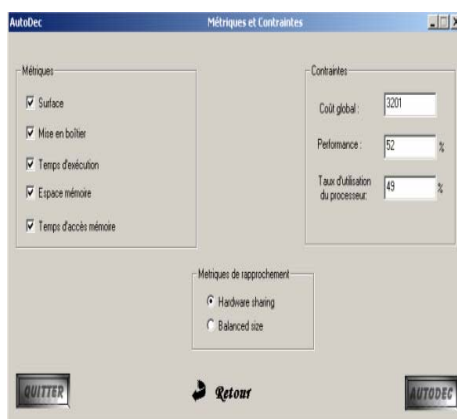 AutoDec Métriques et Contraintes
Métriques
Surface
Mise en boîtier
Temps d'exécution
Espace mémoire
Temps d'accès mémoire
Contraintes
Coût global : 3201
Performance : 52 %
Taux d'utilisation
du processeur: 49 %
Metriques de rapprochement
Hardware sharing
Balanced size
QUITTER Retour AUTODEC